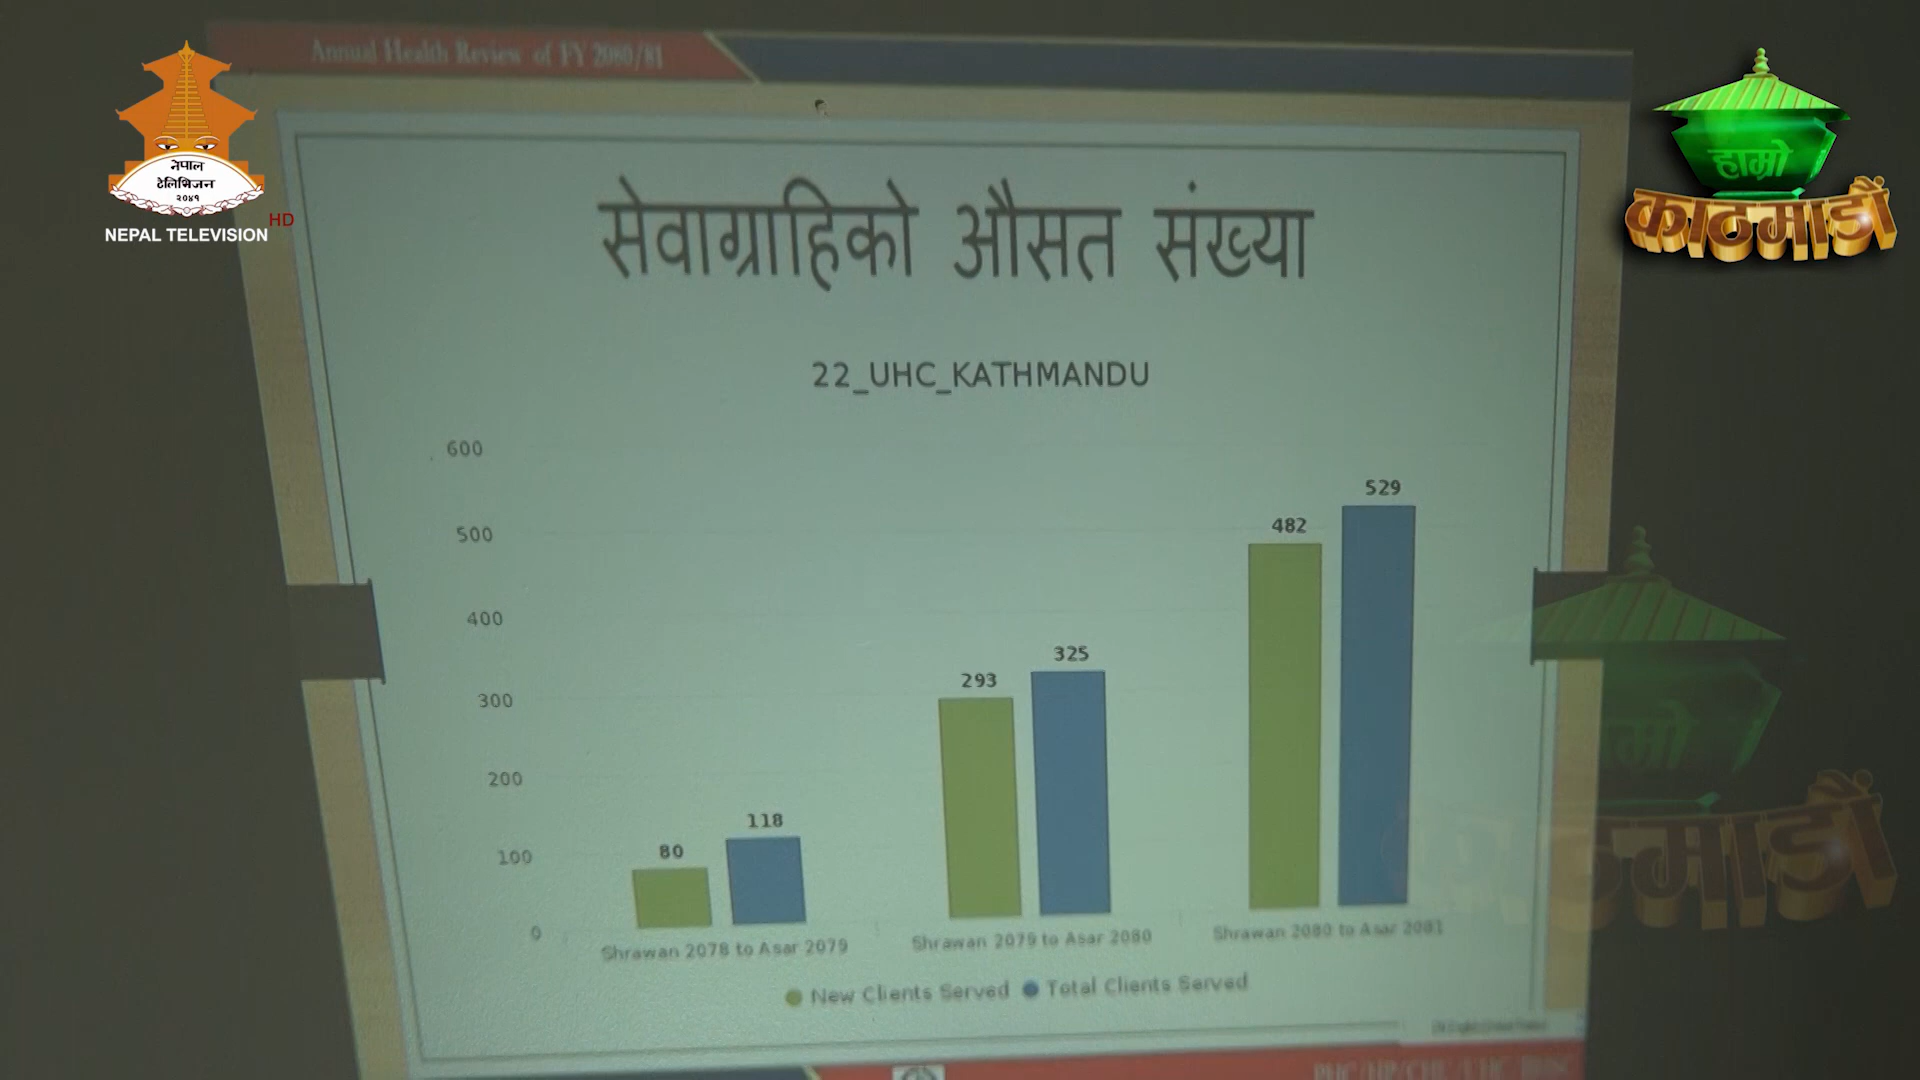 Annual Health Review of FY 2080/81
नेपाल
टेलिभिजन
२०४१
HD
NEPAL TELEVISION
हाम्रो
काठमाडौं
सेवाग्राहिको औसत संख्या
22_UHC_KATHMANDU
600
500
400
300
200
100
0
80
118
293
325
482
529
Shrawan 2078 to Asar 2079
Shrawan 2079 to Asar 2080
Shrawan 2080 to Asar 2081
New Clients Served
Total Clients Served